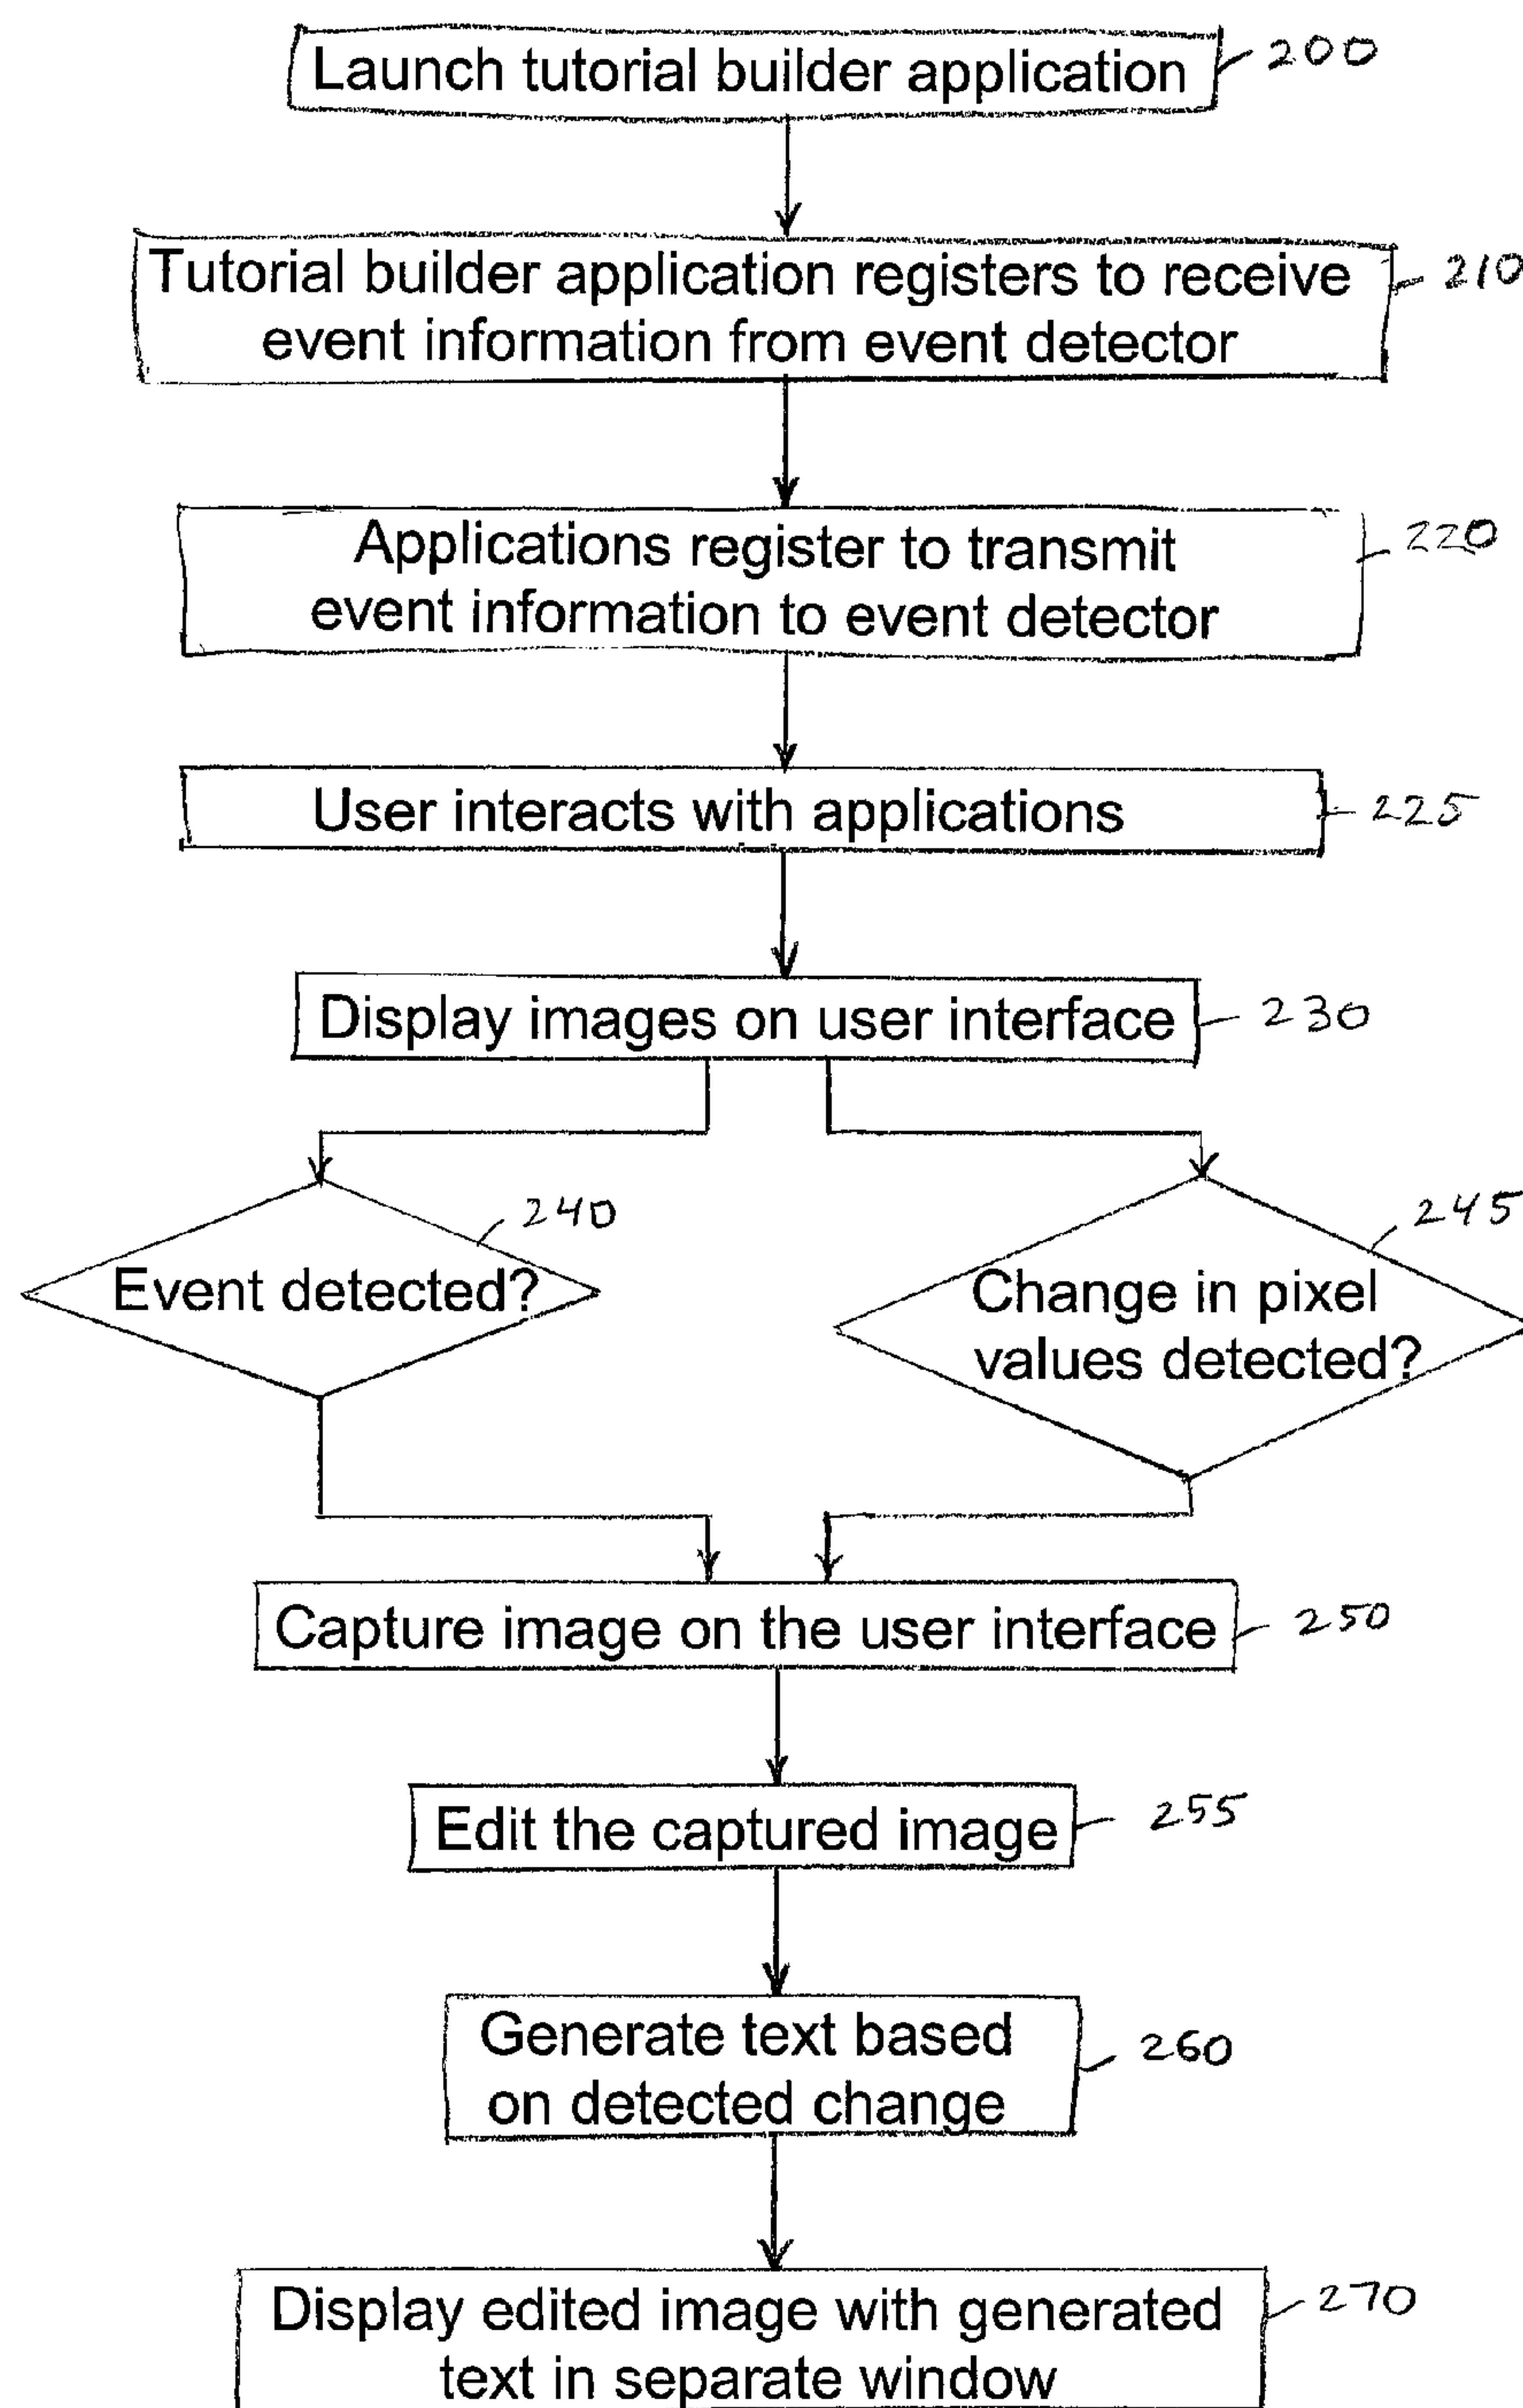 Launch tutorial builder application 200
Tutorial builder application registers to receive 210
event information from event detector
Applications register to transmit 220
event information to event detector
User interacts with applications 225
Display images on user interface 230
240
Event detected?
245
Change in pixel
values detected?
Capture image on the user interface 250
Edit the captured image 255
Generate text based 260
on detected change
Display edited image with generated 270
text in separate window